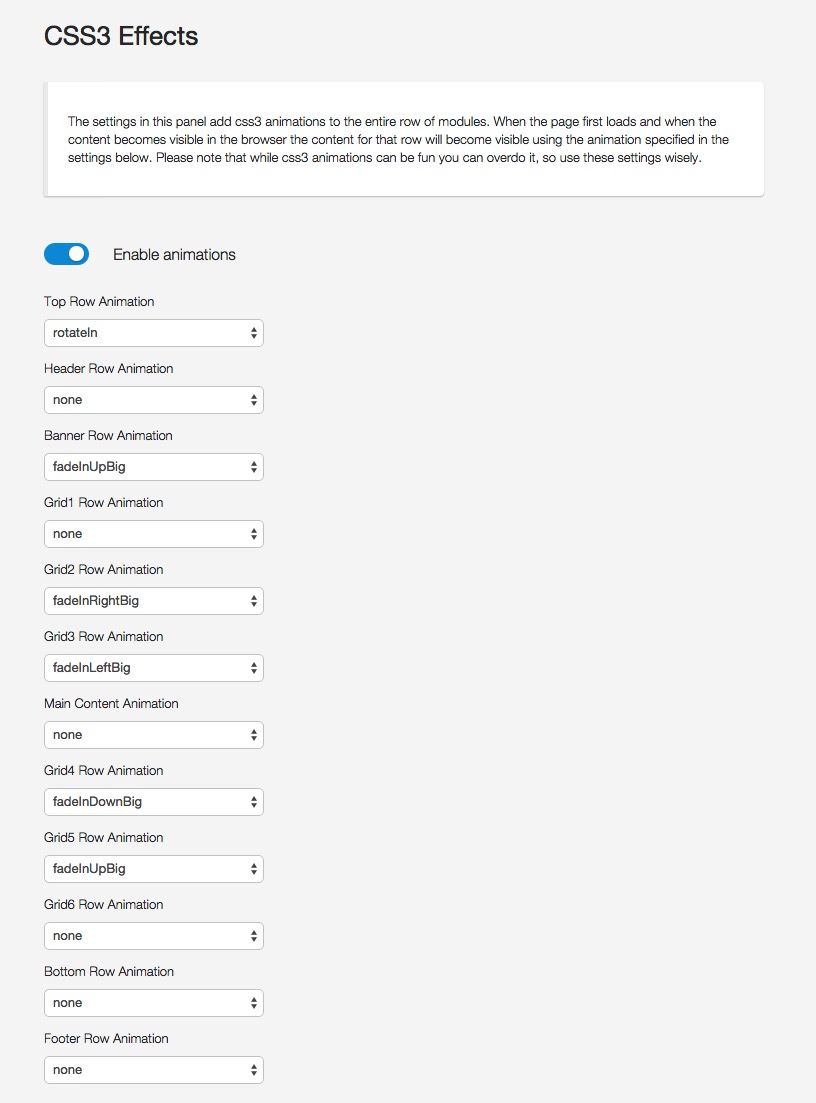 CSS3 Effects
The settings in this panel add css3 animations to the entire row of modules. When the page first loads and when the
content becomes visible in the browser the content for that row will become visible using the animation specified in the
settings below. Please note that while css3 animations can be fun you can overdo it, so use these settings wisely.
Enable animations
Top Row Animation
rotateIn
Header Row Animation
none
Banner Row Animation
fadeInUpBig
Grid1 Row Animation
none
Grid2 Row Animation
fadeInRightBig
Grid3 Row Animation
fadeInLeftBig
Main Content Animation
none
Grid4 Row Animation
fadeInDownBig
Grid5 Row Animation
fadeInUpBig
Grid6 Row Animation
none
Bottom Row Animation
none
Footer Row Animation
none